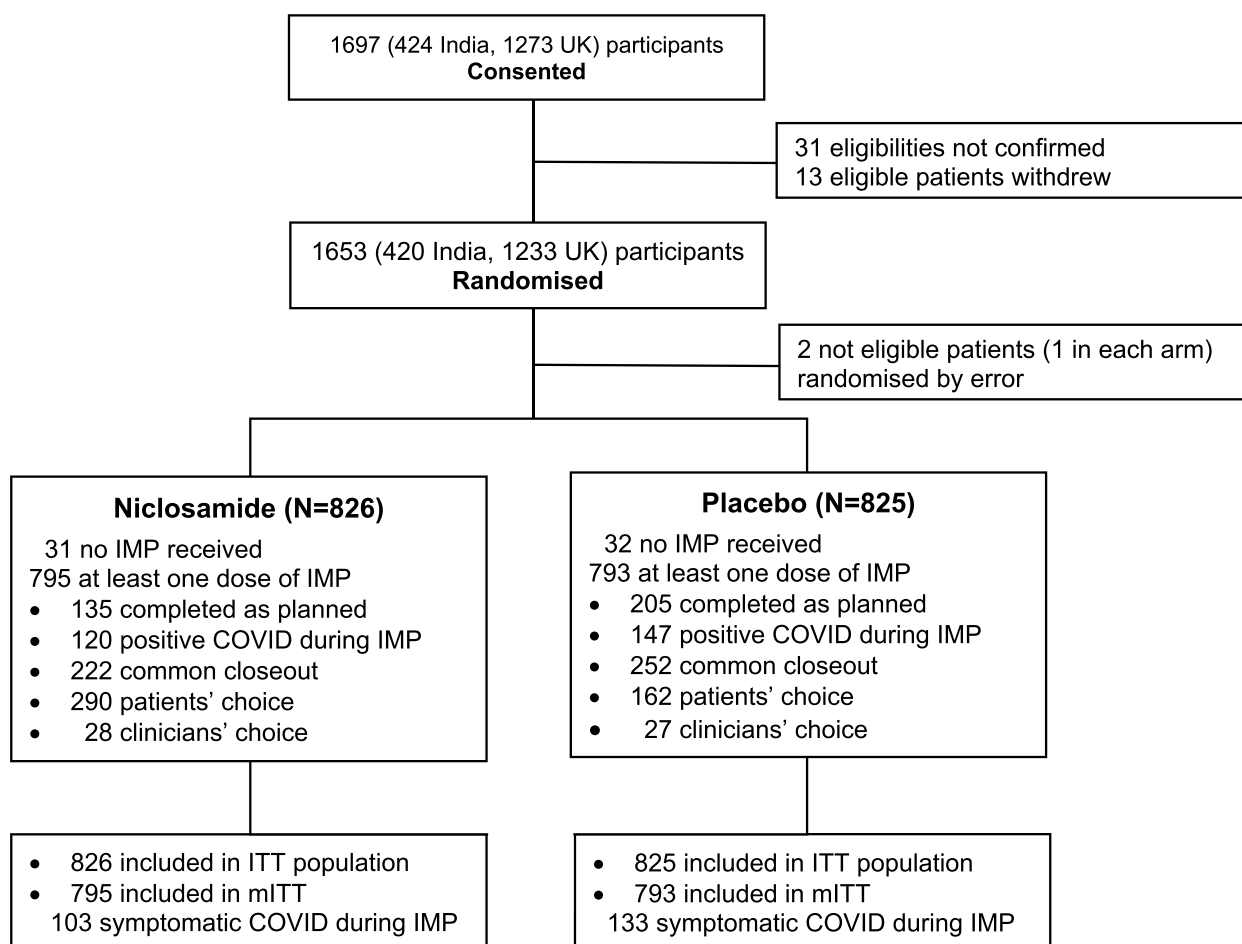 1697 (424 India, 1273 UK) participants
Consented
31 eligibilities not confirmed
13 eligible patients withdrew
1653 (420 India, 1233 UK) participants
Randomised
2 not eligible patients (1 in each arm)
randomised by error
Niclosamide (N=826)
31 no IMP received
795 at least one dose of IMP
• 135 completed as planned
• 120 positive COVID during IMP
• 222 common closeout
• 290 patients’ choice
• 28 clinicians’ choice
Placebo (N=825)
32 no IMP received
793 at least one dose of IMP
• 205 completed as planned
• 147 positive COVID during IMP
• 252 common closeout
• 162 patients’ choice
• 27 clinicians’ choice
• 826 included in ITT population
• 795 included in mITT
103 symptomatic COVID during IMP
• 825 included in ITT population
• 793 included in mITT
133 symptomatic COVID during IMP